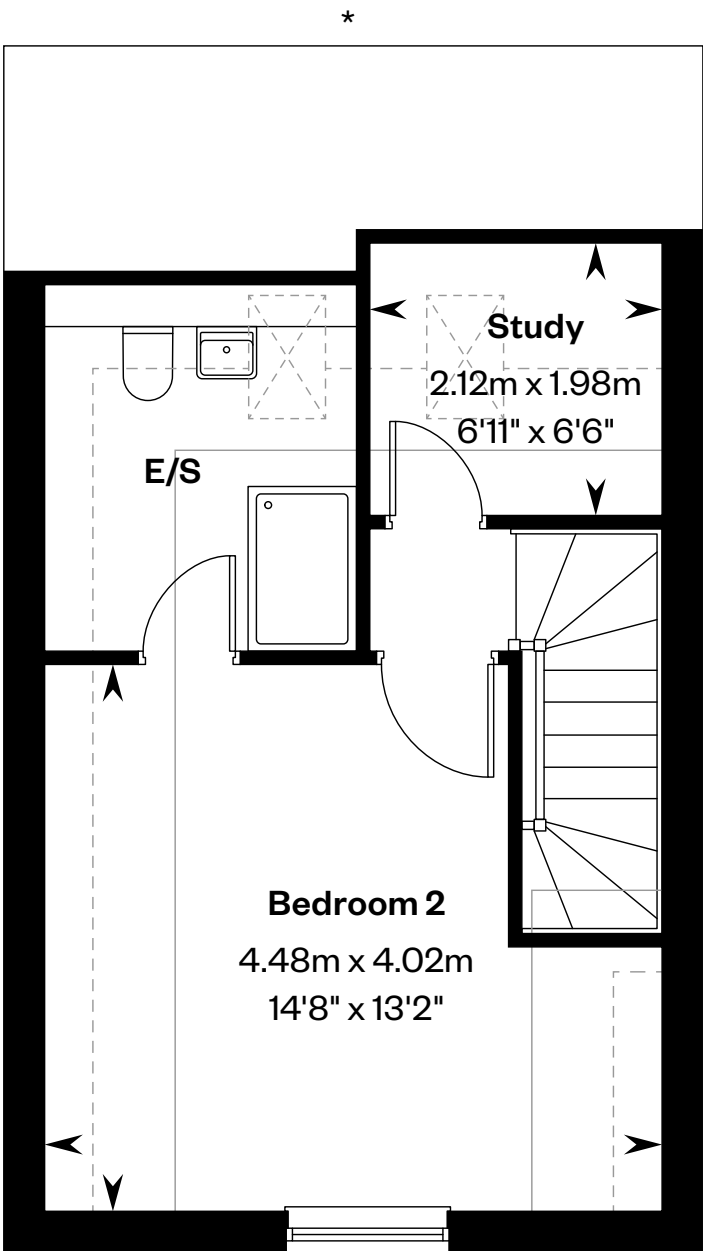 *
Study
2.12m x 1.98m
6'11" x 6'6"
E/S
Bedroom 2
4.48m x 4.02m
14'8" x 13'2"